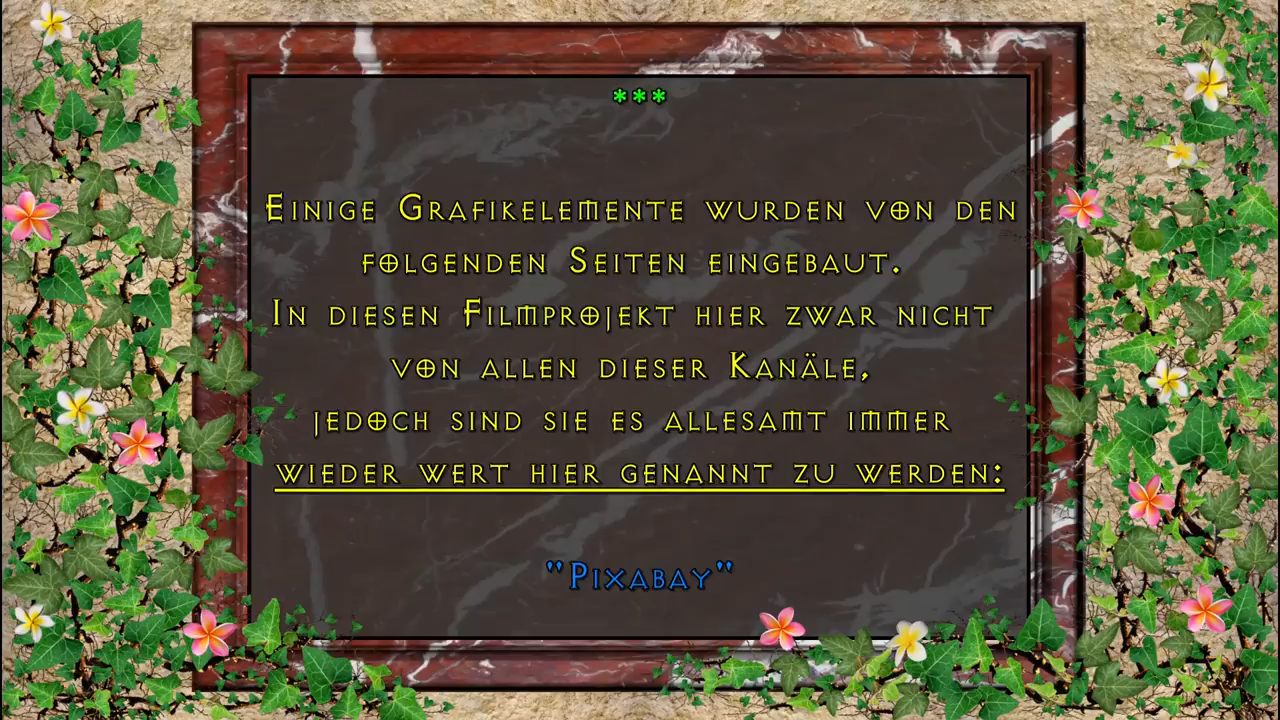 ***
Einige Grafikelemente wurden von den
folgenden Seiten eingebaut.
In diesen Filmprojekt hier zwar nicht
von allen dieser Kanäle,
jedoch sind sie es allesamt immer
wieder wert hier genannt zu werden:
"Pixabay"